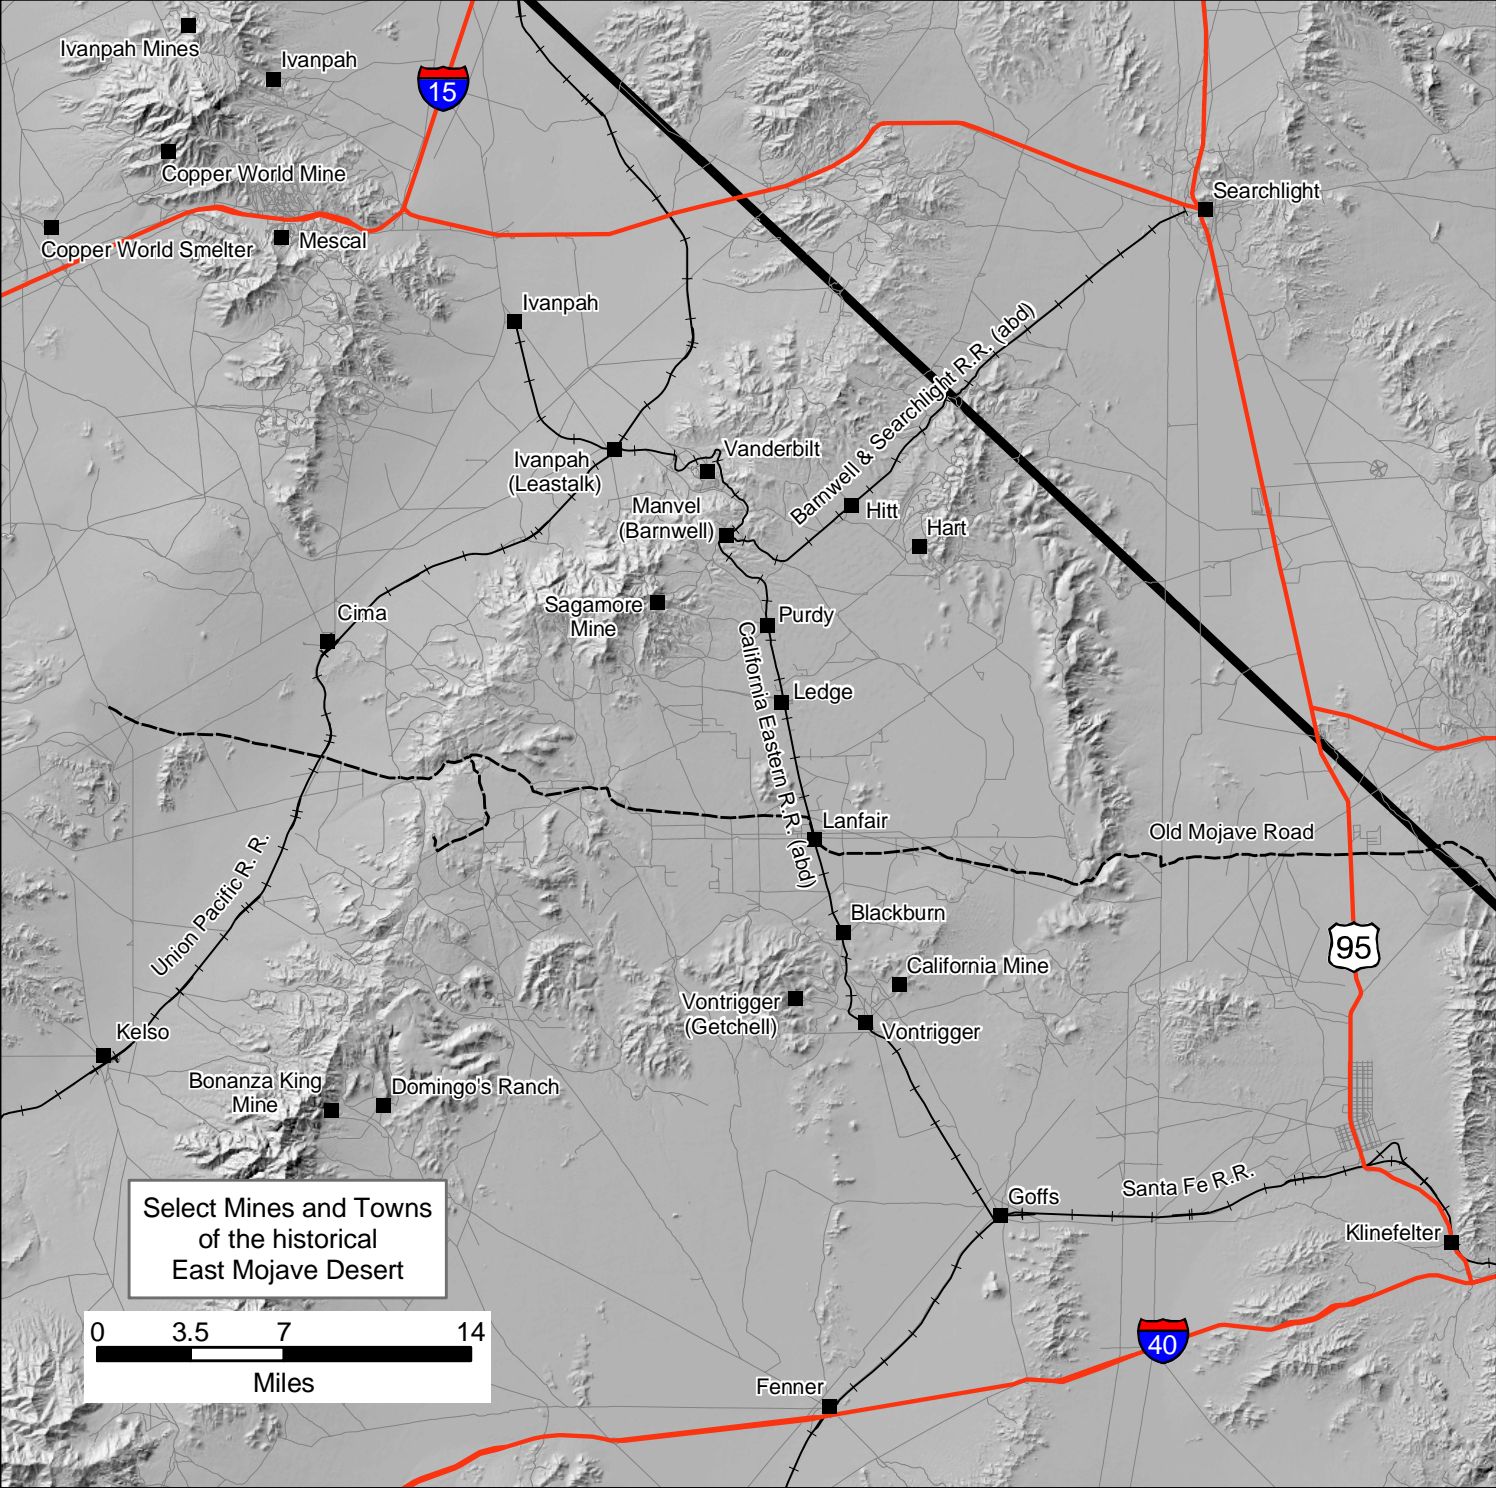 Ivanpah Mines
Ivanpah
15
Copper World Mine
Searchlight
Copper World Smelter
Mescal
Ivanpah
Barnwell & Searchlight R.R. (abd)
Ivanpah
(Leastalk)
Vanderbilt
Manvel
(Barnwell)
Hitt
Hart
Cima
Sagamore
Mine
Purdy
California Eastern R.R. (abd)
Ledge
Lanfair
Old Mojave Road
Union Pacific R. R.
Blackburn
95
California Mine
Vontrigger
(Getchell)
Vontrigger
Kelso
Bonanza King
Mine
Domingo's Ranch
Santa Fe R.R.
Goffs
Klinefelter
Select Mines and Towns
of the historical
East Mojave Desert
0 3.5 7 14
Miles
40
Fenner